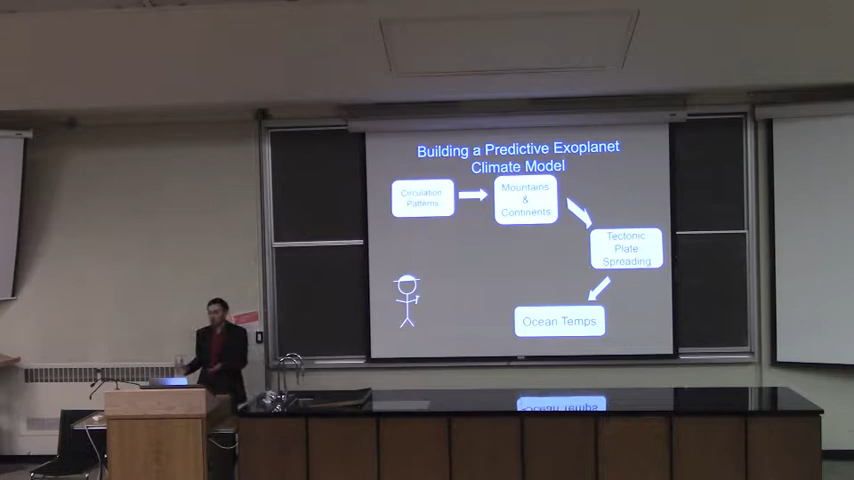 Building a Predictive Exoplanet
Climate Model
Circulation
Patterns
Mountains
&
Continents
Tectonic
Plate
Spreading
Ocean Temps